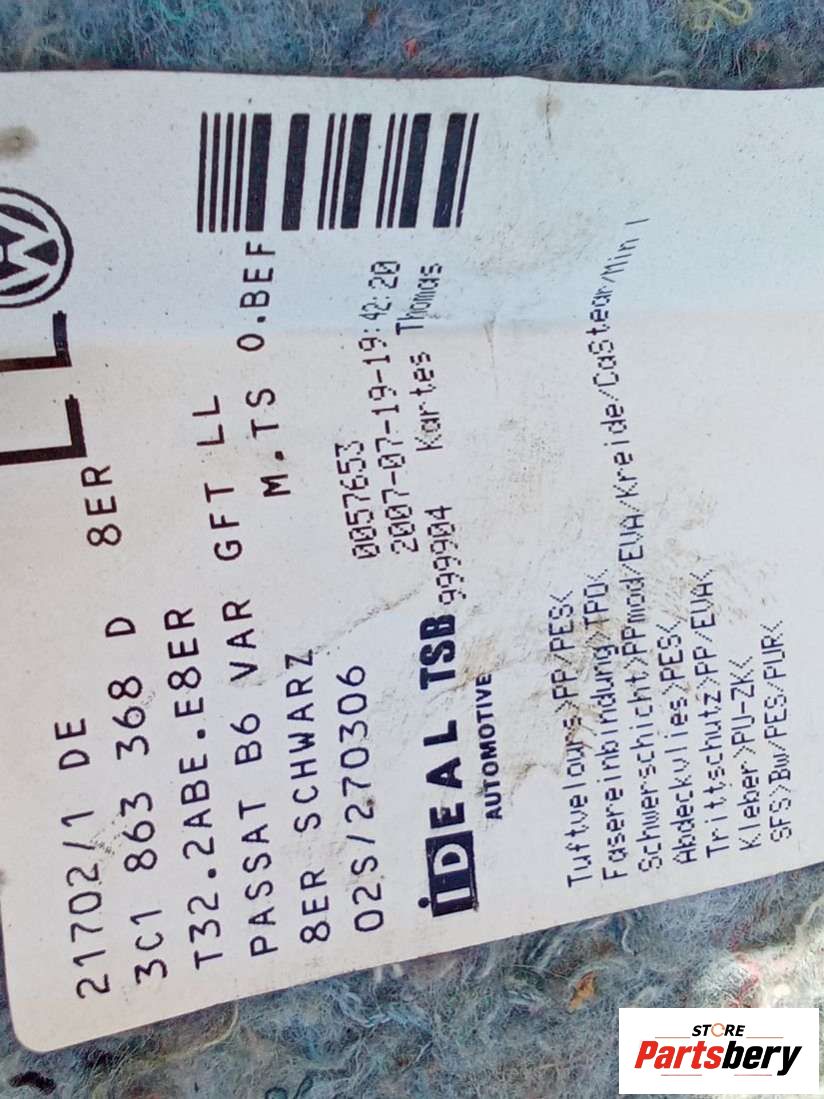 LL
21702/1 DE
3C1 863 368 D 8ER
T32.2ABE.E8ER
PASSAT B6 VAR GFT LL
M.TS O.BEF
8ER SCHWARZ
02S/270306
0057653
2007-07-19-19:42:20
999904 Kartes Thomas
iDEAL TSB
AUTOMOTIVE
Tuftvelours>PP/PES<
Fasereinbindung>TPO<
Schwerschicht>PPmod/EVA/Kreide/CaStear/Min
Abdeckvlies>PES<
Trittschutz>PP/EVA<
Kleber>PU-ZK<
SFS>Bw/PES/PUR<
STORE
Partsbery